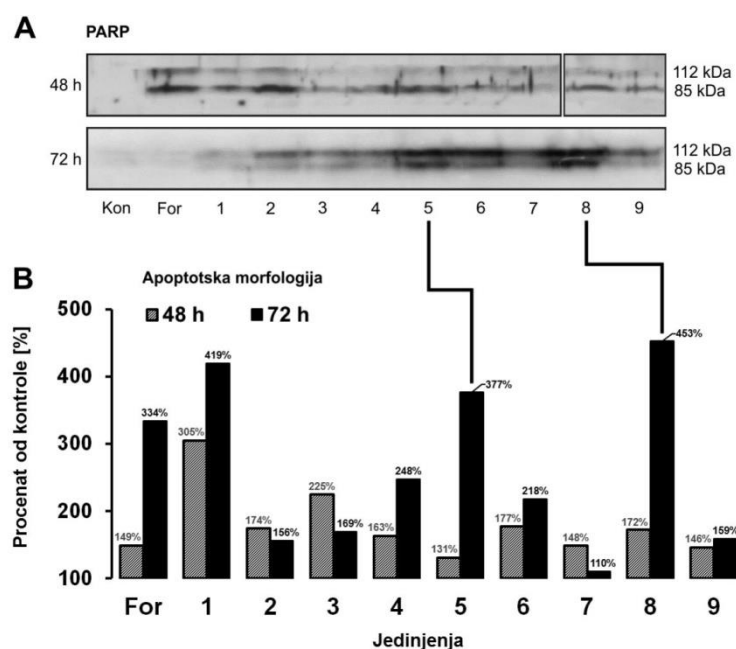 A
PARP
48 h
112 kDa
85 kDa
72 h
112 kDa
85 kDa
Kon For 1 2 3 4 5 6 7 8 9
B
Apoptotska morfologija
48 h 72 h
Procenat od kontrole [%]
500
400
300
200
100
149% 334%
305% 419%
174% 156%
225% 169%
163% 248%
131% 377%
177% 218%
148% 110%
172% 453%
146% 159%
For 1 2 3 4 5 6 7 8 9
Jedinjenja